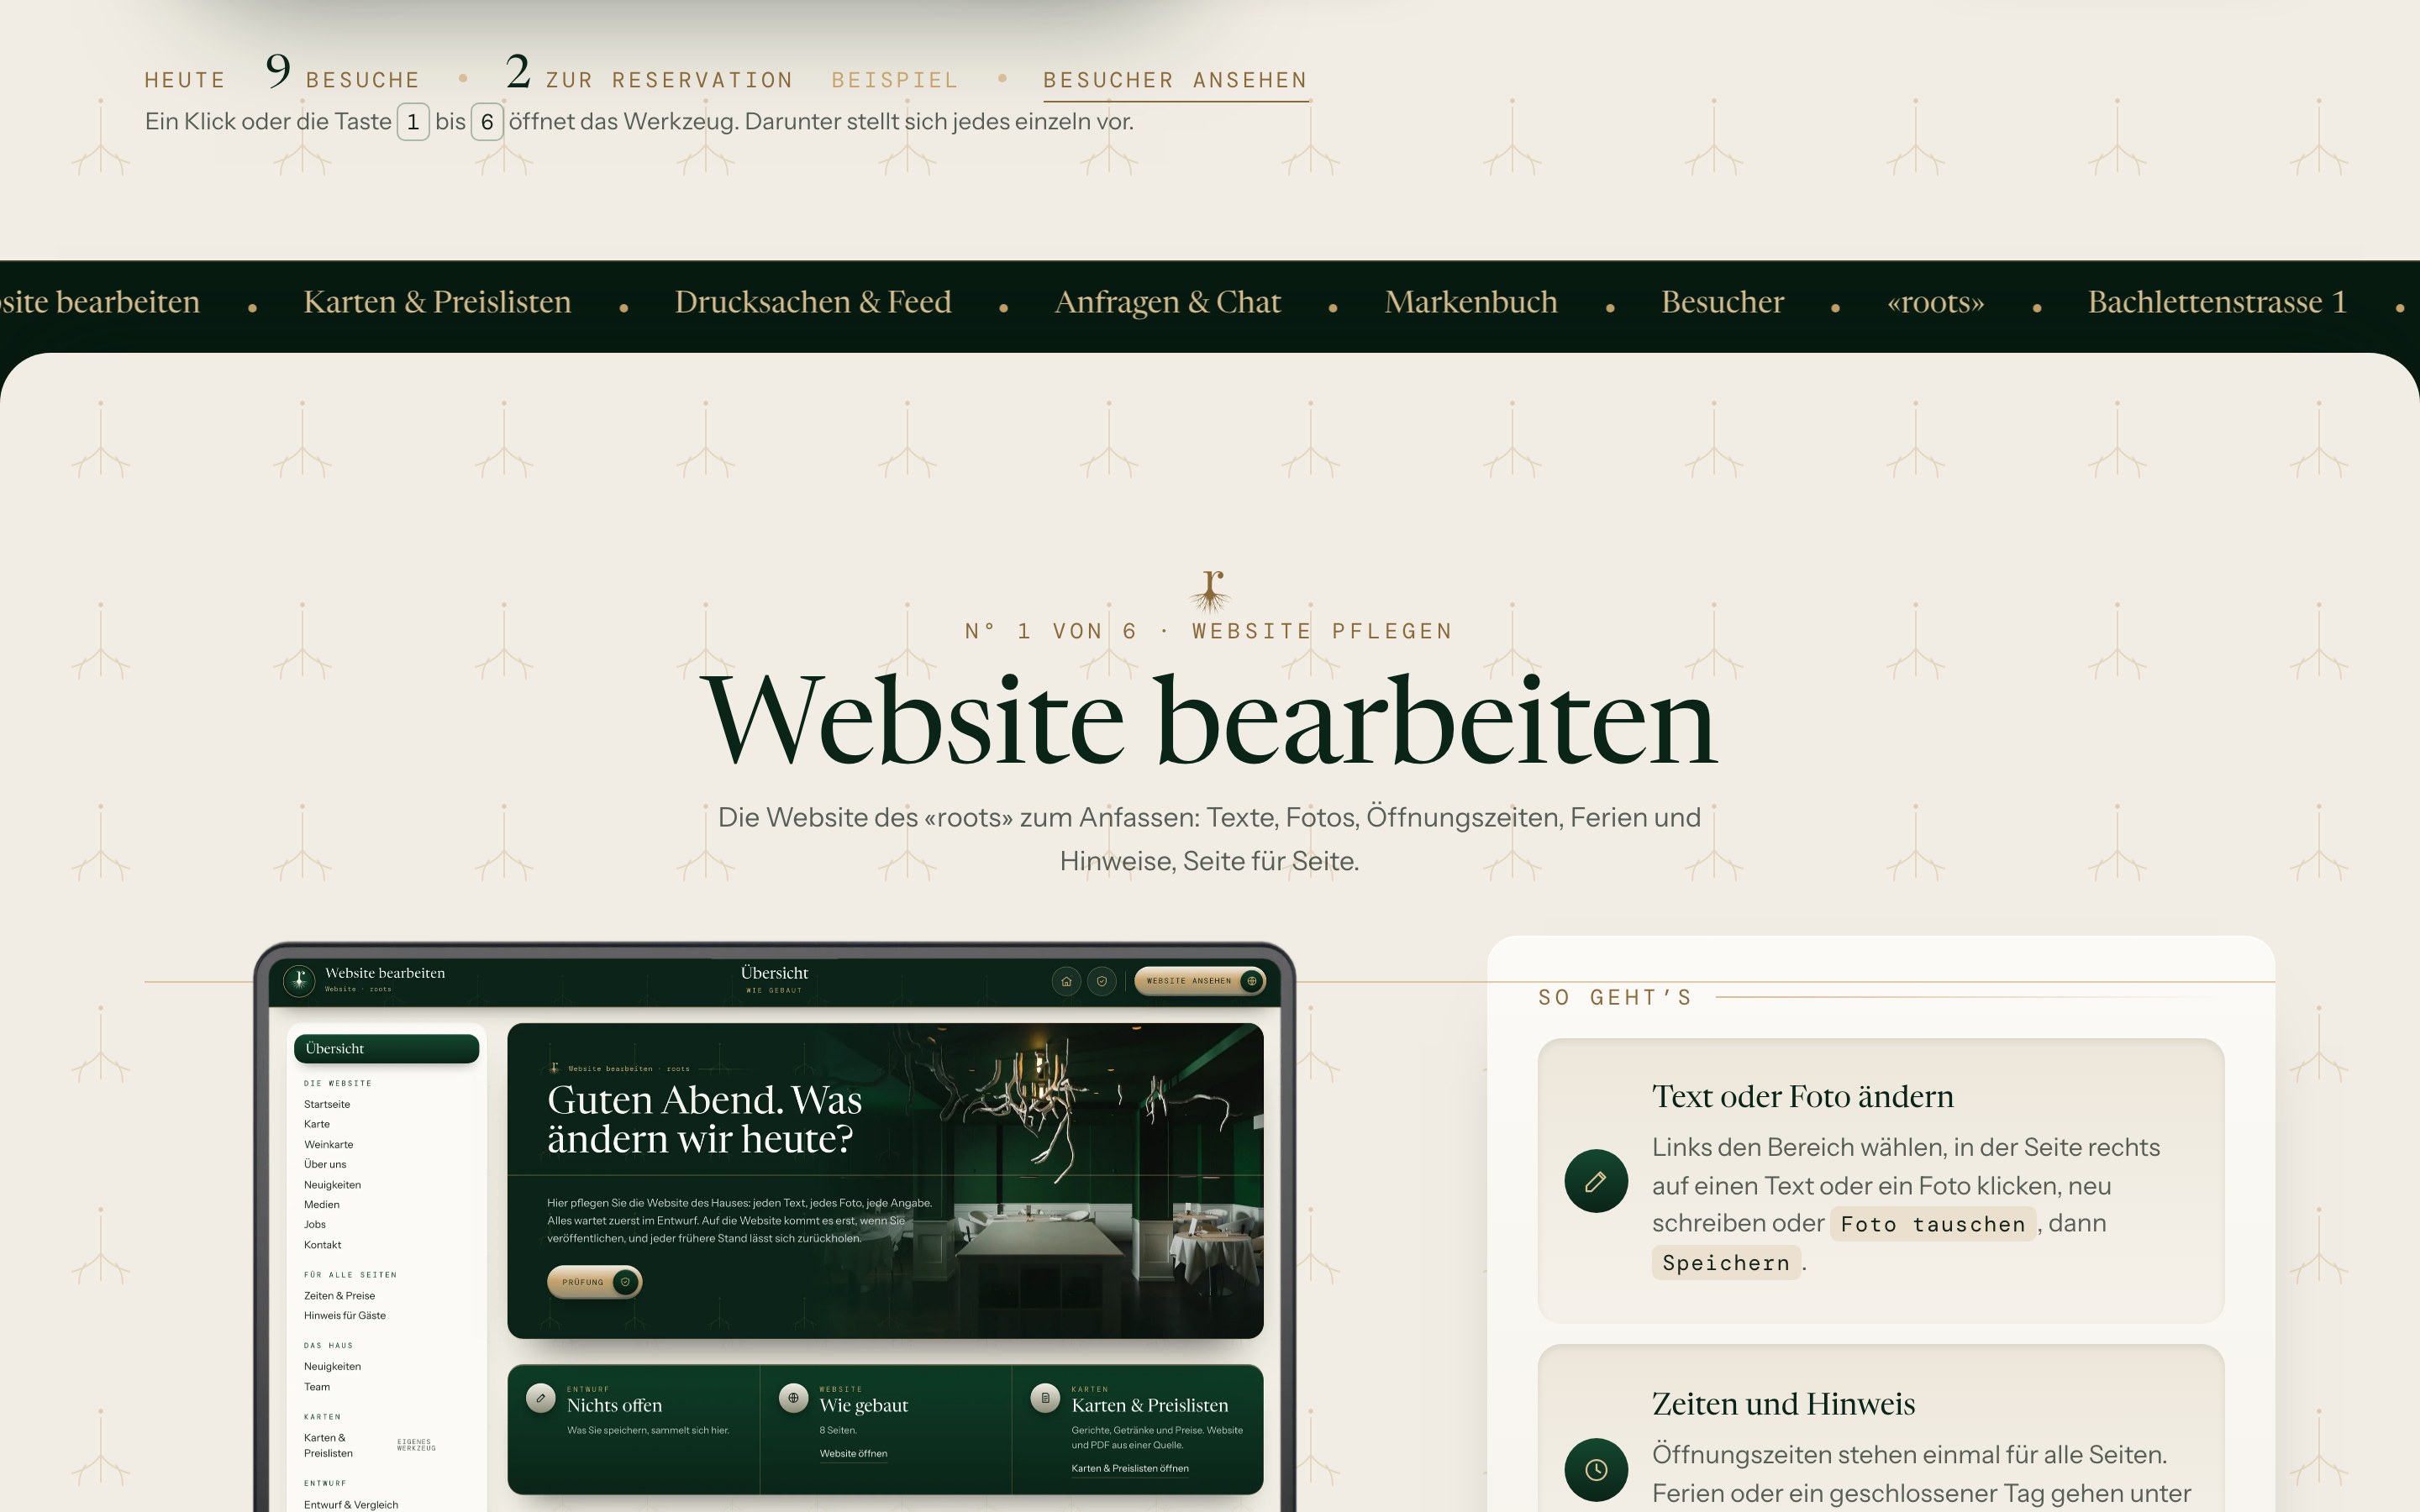 HEUTE 9 BESUCHE • 2 ZUR RESERVATION BEISPIEL • BESUCHER ANSEHEN
Ein Klick oder die Taste 1 bis 6 öffnet das Werkzeug. Darunter stellt sich jedes einzeln vor.
site bearbeiten • Karten & Preislisten • Drucksachen & Feed • Anfragen & Chat • Markenbuch • Besucher • «roots» • Bachlettenstrasse 1 •
r
N° 1 VON 6 · WEBSITE PFLEGEN
Website bearbeiten
Die Website des «roots» zum Anfassen: Texte, Fotos, Öffnungszeiten, Ferien und
Hinweise, Seite für Seite.
r
Website bearbeiten
Website · roots
Übersicht
WIE GEBAUT
WEBSITE ANSEHEN
Übersicht
DIE WEBSITE
Startseite
Karte
Weinkarte
Über uns
Neuigkeiten
Medien
Jobs
Kontakt
FÜR ALLE SEITEN
Zeiten & Preise
Hinweis für Gäste
DAS HAUS
Neuigkeiten
Team
KARTEN
Karten &
Preislisten
EIGENES
WERKZEUG
ENTWURF
Entwurf & Vergleich
Website bearbeiten · roots
Guten Abend. Was
ändern wir heute?
Hier pflegen Sie die Website des Hauses: jeden Text, jedes Foto, jede Angabe.
Alles wartet zuerst im Entwurf. Auf die Website kommt es erst, wenn Sie
veröffentlichen, und jeder frühere Stand lässt sich zurückholen.
PRÜFUNG
ENTWURF
Nichts offen
Was Sie speichern, sammelt sich hier.
WEBSITE
Wie gebaut
8 Seiten.
Website öffnen
KARTEN
Karten & Preislisten
Gerichte, Getränke und Preise. Website
und PDF aus einer Quelle.
Karten & Preislisten öffnen
SO GEHT'S
Text oder Foto ändern
Links den Bereich wählen, in der Seite rechts
auf einen Text oder ein Foto klicken, neu
schreiben oder Foto tauschen, dann
Speichern.
Zeiten und Hinweis
Öffnungszeiten stehen einmal für alle Seiten.
Ferien oder ein geschlossener Tag gehen unter